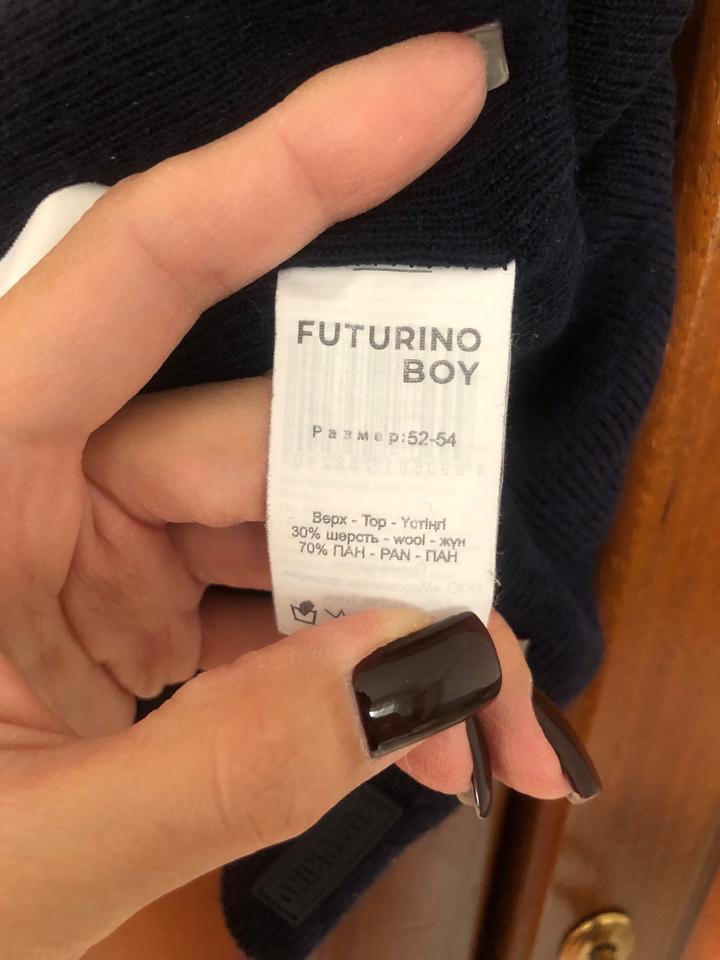 FUTURINO
BOY
Размер:52-54
Верх - Top - Үстіңгі
30% шерсть - wool - жүн
70% ПАН - PAN - ПАН